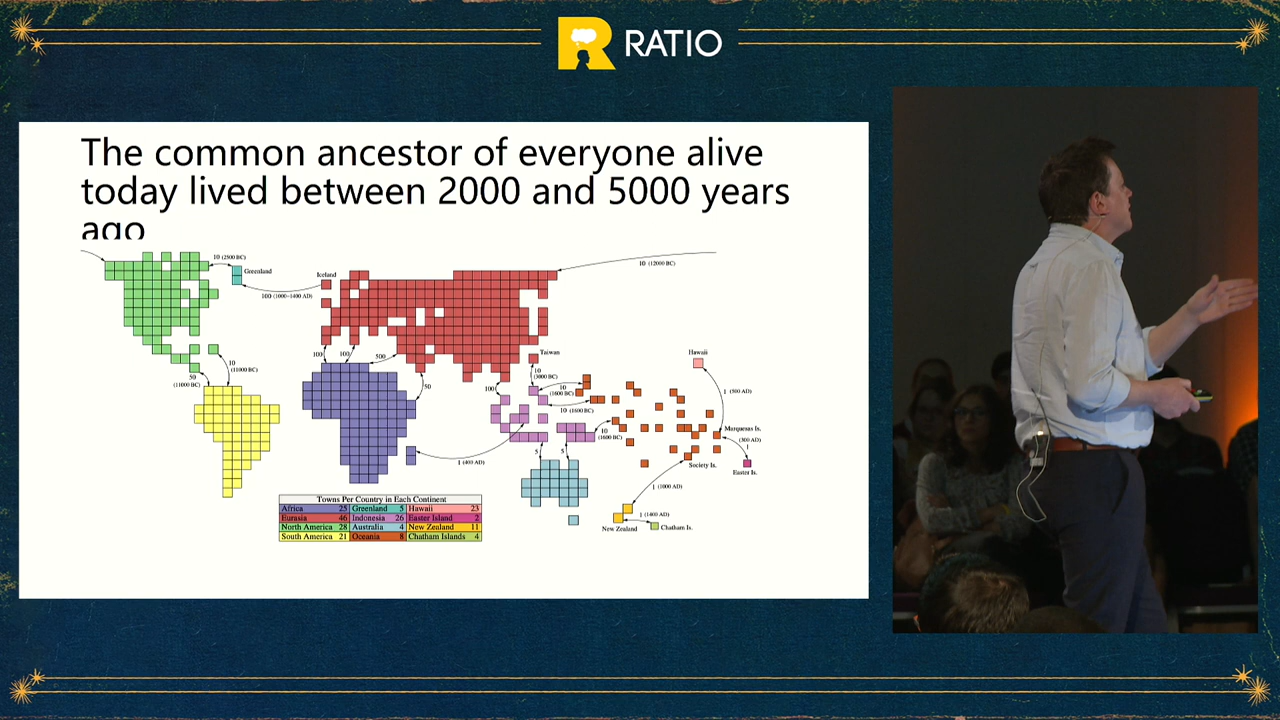 RATIO
The common ancestor of everyone alive
today lived between 2000 and 5000 years
ago
10 (2500 BC)
Greenland
Iceland
100 (1000-1400 AD)
10 (12000 BC)
100
100
500
Taiwan
Hawaii
10
(11000 BC)
50
(11000 BC)
50
100
10
(3000 BC)
10
(1600 BC)
10 (1600 BC)
10
(1600 BC)
1 (500 AD)
Marquesas Is.
(300 AD)
1
Easter Is.
Society Is.
1 (400 AD)
5
5
1 (1000 AD)
1 (1400 AD)
New Zealand
Chatham Is.
Towns Per Country in Each Continent
Africa 25 Greenland 5 Hawaii 23
Eurasia 46 Indonesia 26 Easter Island 2
North America 28 Australia 4 New Zealand 11
South America 21 Oceania 8 Chatham Islands 4